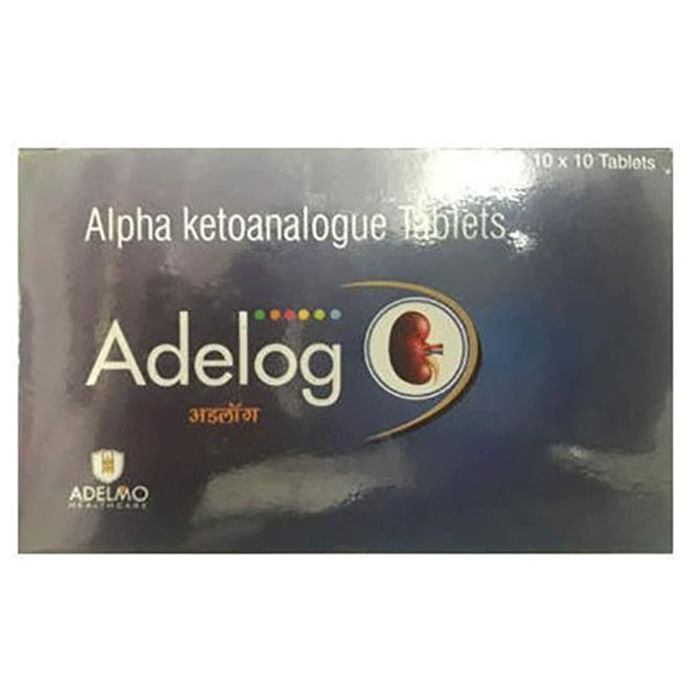 10 x 10 Tablets
Alpha ketoanalogue Tablets
Adelog
अडलॉग
ADELMO
HEALTHCARE